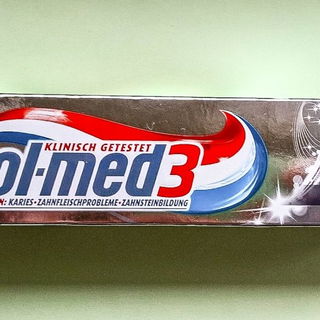 KLINISCH GETESTET
ol-med3
N: KARIES•ZAHNFLEISCHPROBLEME•ZAHNSTEINBILDUNG